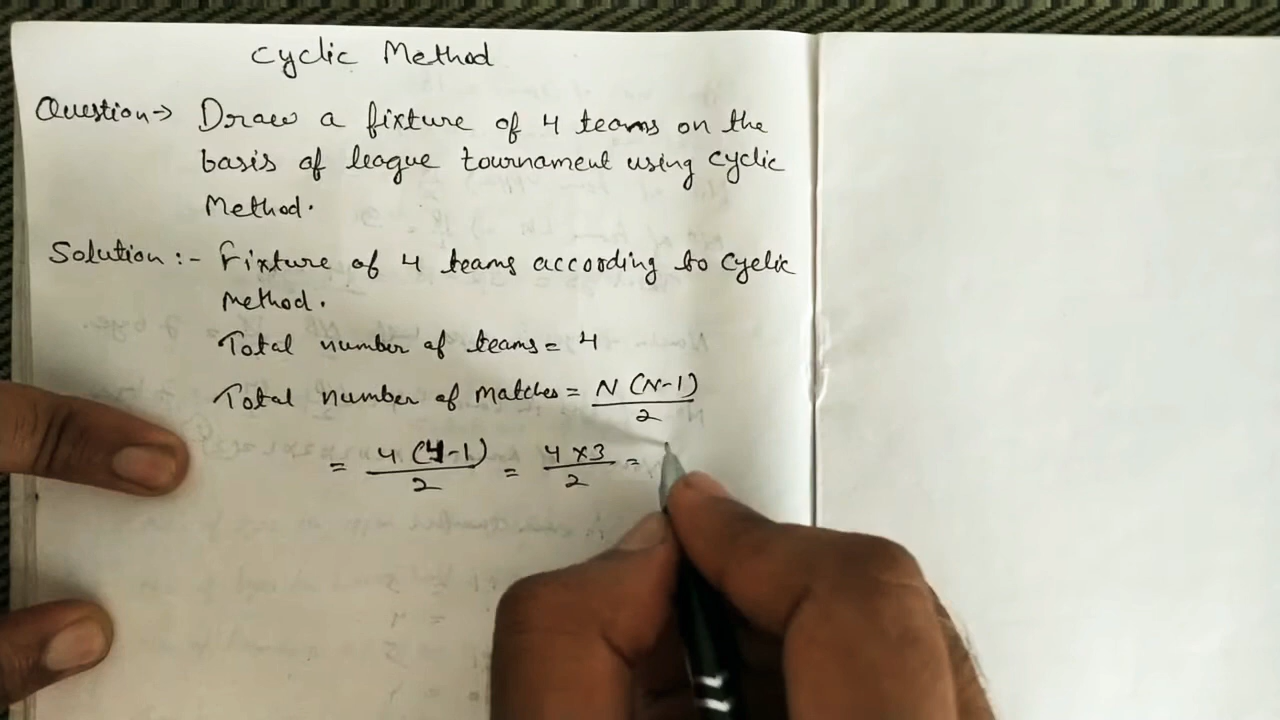 Cyclic Method
Question→ Draw a fixture of 4 teams on the
basis of league tournament using cyclic
Method.
Solution :- Fixture of 4 teams according to cyclic
method.
Total number of teams = 4
Total number of matches = N (N-1) / 2
= 4 (4-1) / 2 = 4 × 3 / 2 =